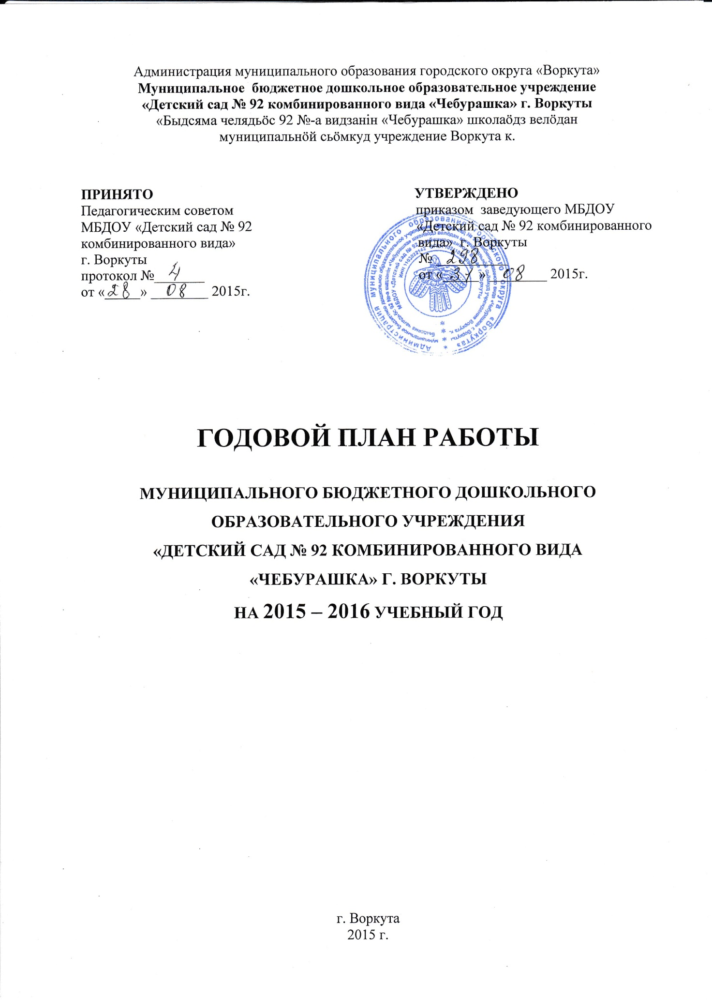 Администрация муниципального образования городского округа «Воркута»
Муниципальное бюджетное дошкольное образовательное учреждение
«Детский сад № 92 комбинированного вида «Чебурашка» г. Воркуты
«Быдсяма челядьöс 92 №-а видзанiн «Чебурашка» школаöдз велöдан
муниципальнöй сьöмкуд учреждение Воркута к.
ПРИНЯТО
Педагогическим советом
МБДОУ «Детский сад № 92
комбинированного вида»
г. Воркуты
протокол № 4
от «28» 08 2015г.
УТВЕРЖДЕНО
приказом заведующего МБДОУ
«Детский сад № 92 комбинированного
вида» г. Воркуты
№ 298
от «31» 08 2015г.
Администрация муниципального образования городского округа «Воркута»
ИНН 1103022142
ГОДОВОЙ ПЛАН РАБОТЫ
МУНИЦИПАЛЬНОГО БЮДЖЕТНОГО ДОШКОЛЬНОГО
ОБРАЗОВАТЕЛЬНОГО УЧРЕЖДЕНИЯ
«ДЕТСКИЙ САД № 92 КОМБИНИРОВАННОГО ВИДА
«ЧЕБУРАШКА» Г. ВОРКУТЫ
НА 2015 – 2016 УЧЕБНЫЙ ГОД
г. Воркута
2015 г.